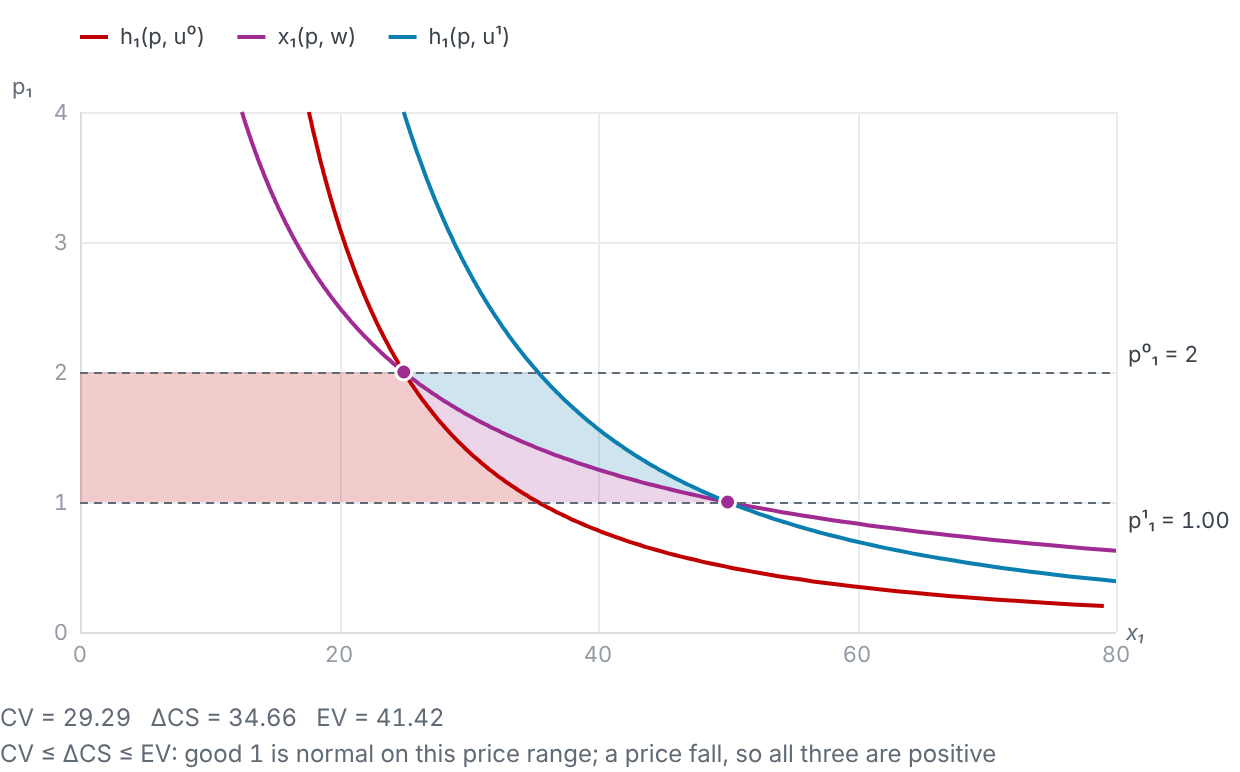 h₁(p, u⁰) x₁(p, w) h₁(p, u¹)
p₁
4
3
2
p⁰₁ = 2
1
p¹₁ = 1.00
0
x₁
0 20 40 60 80
CV = 29.29 ΔCS = 34.66 EV = 41.42
CV ≤ ΔCS ≤ EV: good 1 is normal on this price range; a price fall, so all three are positive